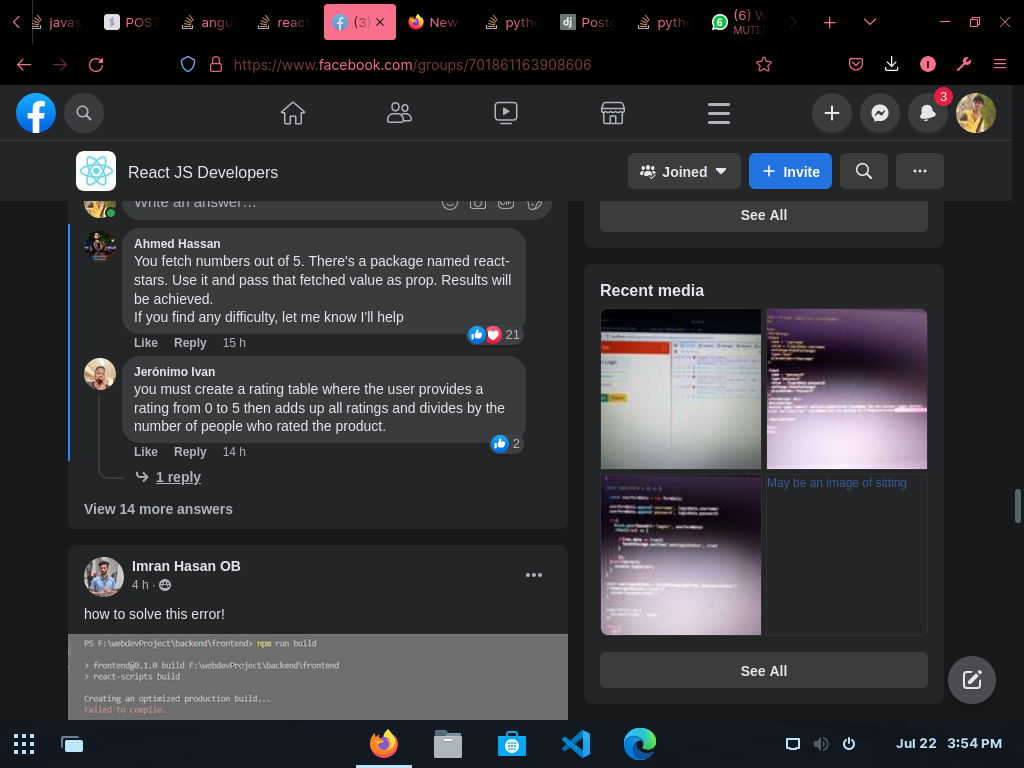 javas
POST
angu
react
(3)
New
pytho
Postg
pytho
(6) W
MUTED
https://www.facebook.com/groups/701861163908606
3
React JS Developers
Joined
Invite
Write an answer…
See All
Ahmed Hassan
You fetch numbers out of 5. There's a package named react-
stars. Use it and pass that fetched value as prop. Results will
be achieved.
If you find any difficulty, let me know I'll help
21
Like Reply 15 h
Jerónimo Ivan
you must create a rating table where the user provides a
rating from 0 to 5 then adds up all ratings and divides by the
number of people who rated the product.
2
Like Reply 14 h
1 reply
View 14 more answers
Recent media
May be an image of sitting
See All
Imran Hasan OB
4 h ·
how to solve this error!
PS F:\webdevProject\backend\frontend> npm run build
> frontend@0.1.0 build F:\webdevProject\backend\frontend
> react-scripts build
Creating an optimized production build...
Failed to compile.
Jul 22 3:54 PM